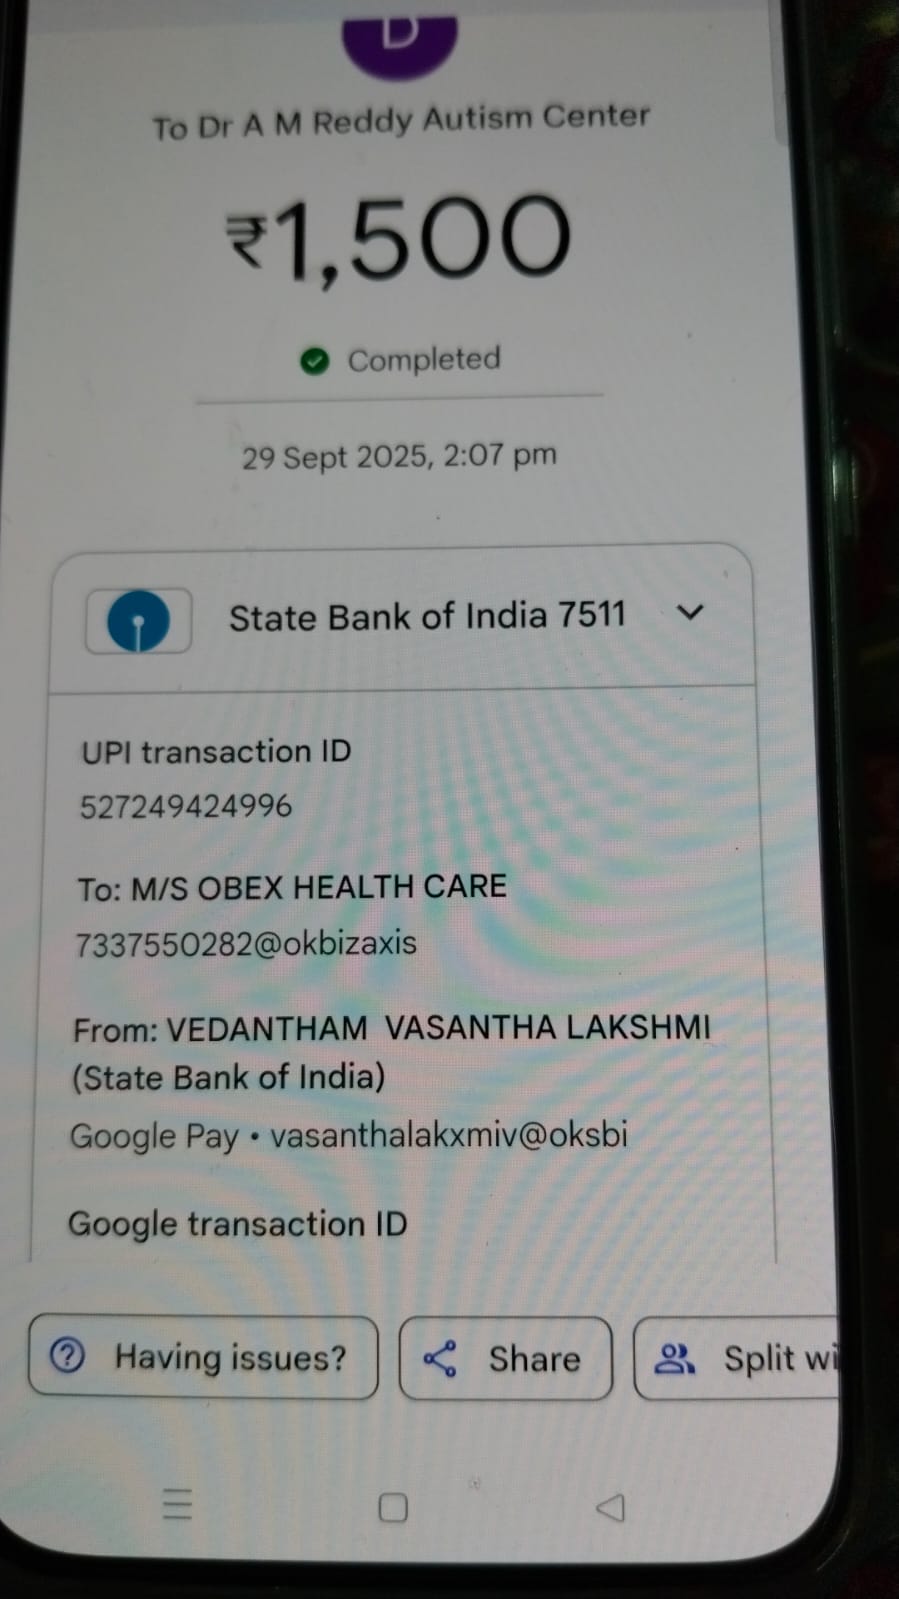 D
To Dr A M Reddy Autism Center
₹1,500
Completed
29 Sept 2025, 2:07 pm
State Bank of India 7511
UPI transaction ID
527249424996
To: M/S OBEX HEALTH CARE
7337550282@okbizaxis
From: VEDANTHAM VASANTHA LAKSHMI
(State Bank of India)
Google Pay • vasanthalakxmiv@oksbi
Google transaction ID
Having issues?
Share
Split wi